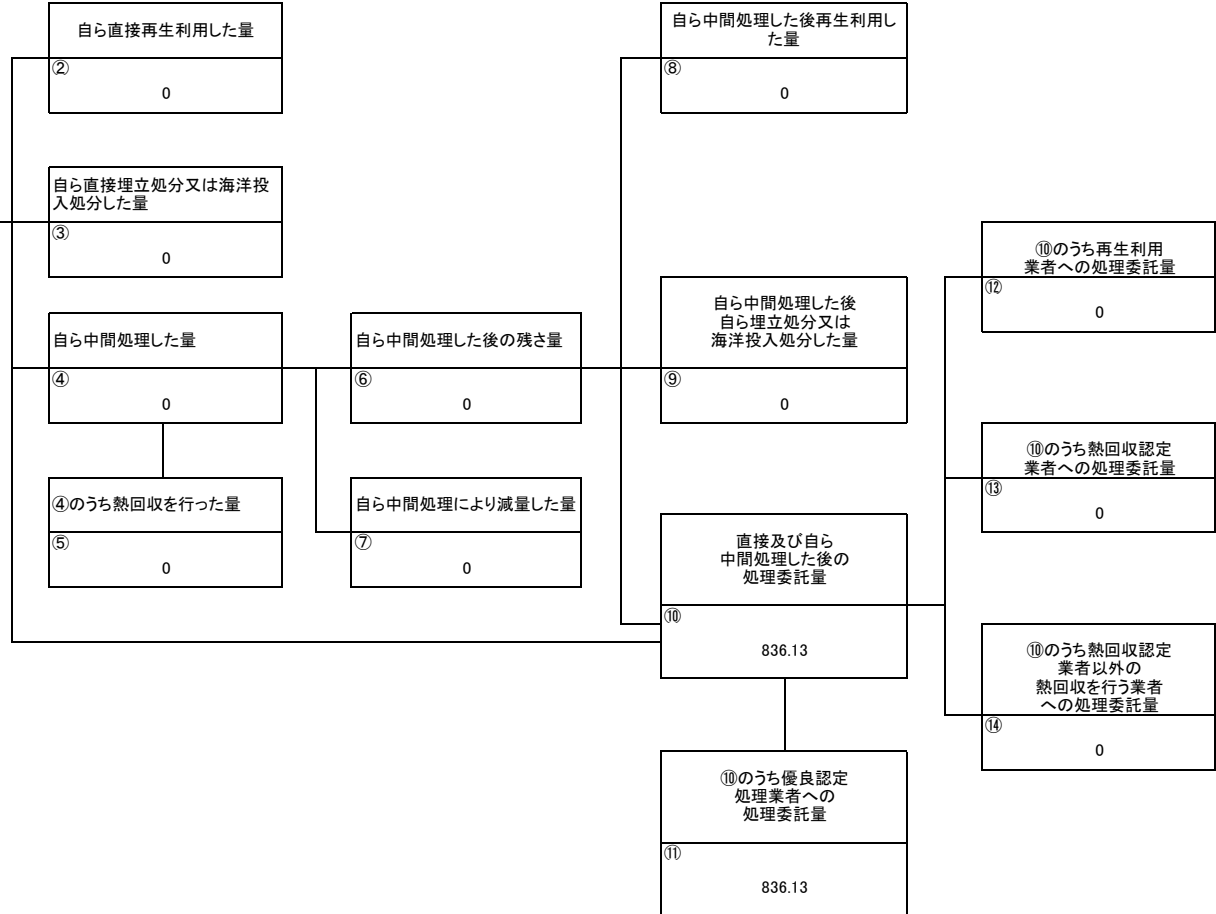 自ら直接再生利用した量
②
0
自ら中間処理した後再生利用し
た量
⑧
0
自ら直接埋立処分又は海洋投
入処分した量
③
0
自ら中間処理した量
④
0
④のうち熱回収を行った量
⑤
0
自ら中間処理した後の残さ量
⑥
0
自ら中間処理により減量した量
⑦
0
自ら中間処理した後
自ら埋立処分又は
海洋投入処分した量
⑨
0
直接及び自ら
中間処理した後の
処理委託量
⑩
836.13
⑩のうち優良認定
処理業者への
処理委託量
⑪
836.13
⑩のうち再生利用
業者への処理委託量
⑫
0
⑩のうち熱回収認定
業者への処理委託量
⑬
0
⑩のうち熱回収認定
業者以外の
熱回収を行う業者
への処理委託量
⑭
0